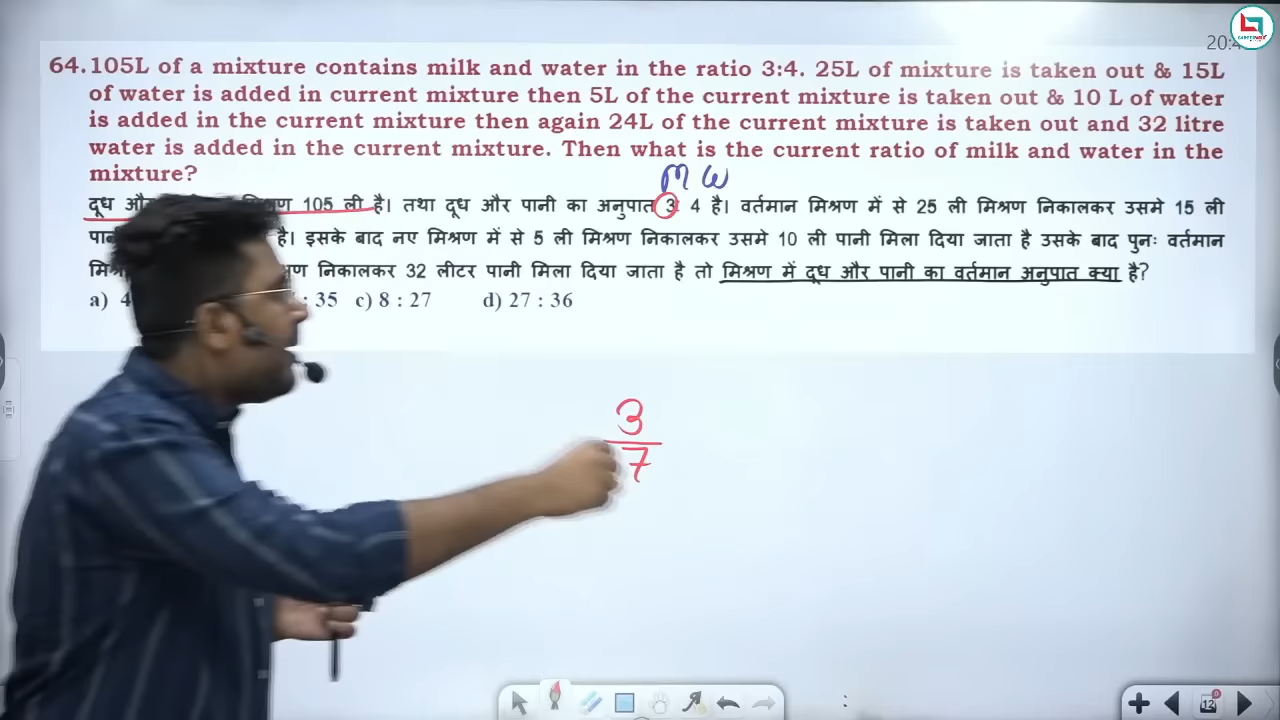 20:4
64. 105L of a mixture contains milk and water in the ratio 3:4. 25L of mixture is taken out & 15L
of water is added in current mixture then 5L of the current mixture is taken out & 10 L of water
is added in the current mixture then again 24L of the current mixture is taken out and 32 litre
water is added in the current mixture. Then what is the current ratio of milk and water in the
mixture?
M W
दूध 105 ली है। तथा दूध और पानी का अनुपात 3: 4 है। वर्तमान मिश्रण में से 25 ली मिश्रण निकालकर उसमे 15 ली
है। इसके बाद नए मिश्रण में से 5 ली मिश्रण निकालकर उसमे 10 ली पानी मिला दिया जाता है उसके बाद पुनः वर्तमान
निकालकर 32 लीटर पानी मिला दिया जाता है तो मिश्रण में दूध और पानी का वर्तमान अनुपात क्या है?
a) 4 : 35 c) 8 : 27 d) 27 : 36
3
7
12